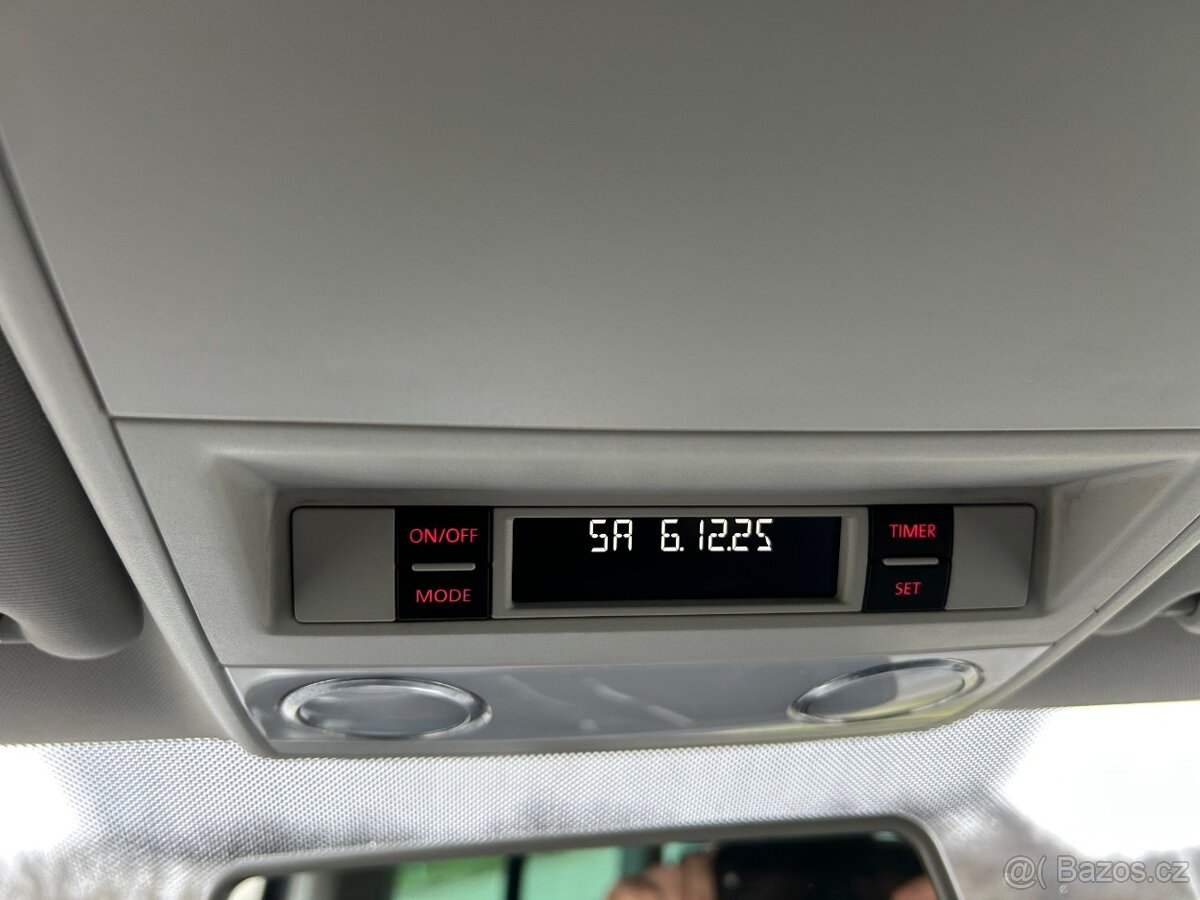 ON/OFF
MODE
SA 6.12.25
TIMER
SET
@( Bazos.cz